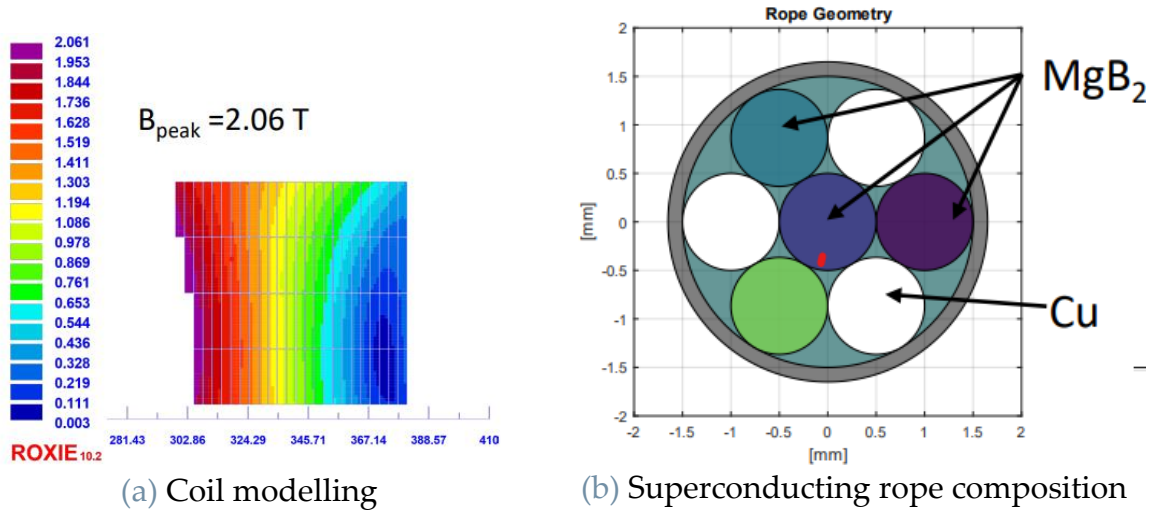 2.061
1.953
1.844
1.736
1.628
1.519
1.411
1.303
1.194
1.086
0.978
0.869
0.761
0.653
0.544
0.436
0.328
0.219
0.111
0.003
ROXIE 10.2
B peak =2.06 T
281.43 302.86 324.29 345.71 367.14 388.57 410
(a) Coil modelling
Rope Geometry
[mm]
2
1.5
1
0.5
0
-0.5
-1
-1.5
-2
-2 -1.5 -1 -0.5 0 0.5 1 1.5 2
[mm]
MgB2
Cu
(b) Superconducting rope composition